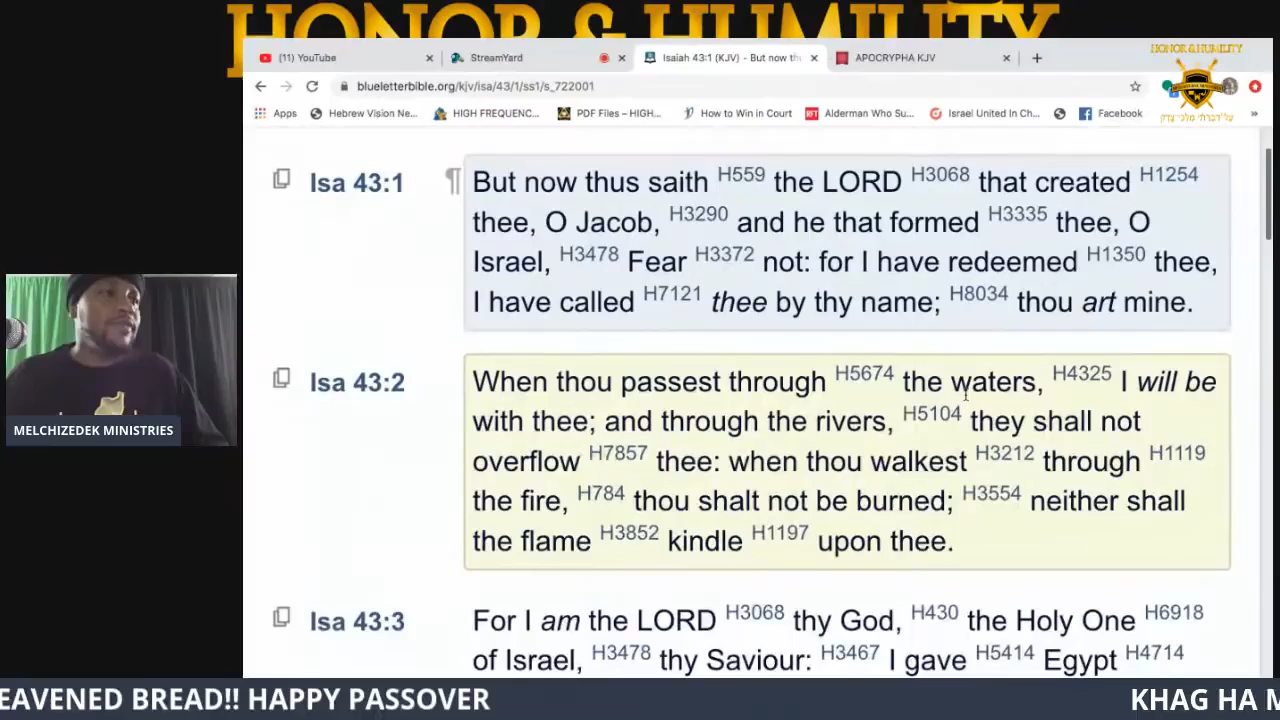 HONOR & HUMILITY
(11) YouTube
StreamYard
Isaiah 43:1 (KJV) - But now th
APOCRYPHA KJV
HONOR & HUMILITY
blueletterbible.org/kjv/isa/43/1/ss1/s_722001
Apps
Hebrew Vision Ne...
HIGH FREQUENC...
PDF Files – HIGH...
How to Win in Court
RFT
Alderman Who Su...
Israel United In Ch...
Facebook
»
Isa 43:1
¶ But now thus saith H559 the LORD H3068 that created H1254
thee, O Jacob, H3290 and he that formed H3335 thee, O
Israel, H3478 Fear H3372 not: for I have redeemed H1350 thee,
I have called H7121 thee by thy name; H8034 thou art mine.
Isa 43:2
When thou passest through H5674 the waters, H4325 I will be
with thee; and through the rivers, H5104 they shall not
overflow H7857 thee: when thou walkest H3212 through H1119
the fire, H784 thou shalt not be burned; H3554 neither shall
the flame H3852 kindle H1197 upon thee.
Isa 43:3
For I am the LORD H3068 thy God, H430 the Holy One H6918
of Israel, H3478 thy Saviour: H3467 I gave H5414 Egypt H4714
MELCHIZEDEK MINISTRIES
EAVENED BREAD!! HAPPY PASSOVER
KHAG HA M